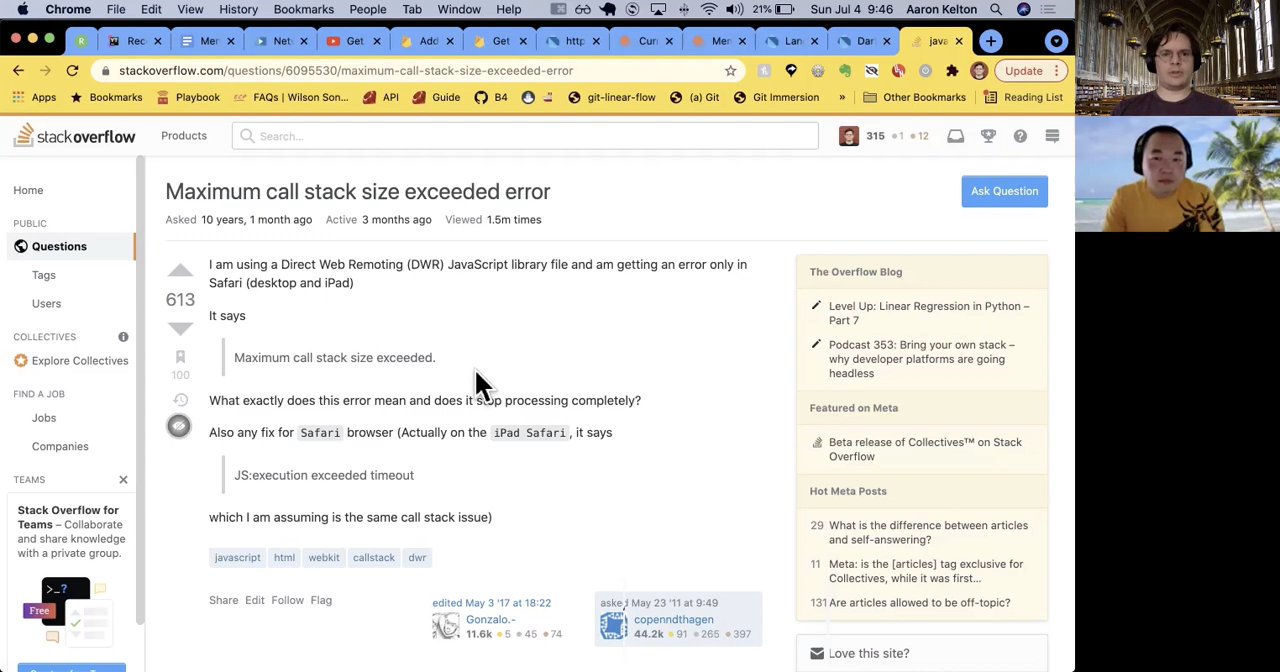 Chrome File Edit View History Bookmarks People Tab Window Help 21% Sun Jul 4 9:46 Aaron Kelton
R Rec Men Net Get Add Get http Curr Men Lan Dar java
stackoverflow.com/questions/6095530/maximum-call-stack-size-exceeded-error Update
Apps Bookmarks Playbook FAQs | Wilson Son... API Guide B4 git-linear-flow (a) Git Git Immersion » Other Bookmarks Reading List
stackoverflow Products Search... 315 1 12
Home
PUBLIC
Questions
Tags
Users
COLLECTIVES
Explore Collectives
FIND A JOB
Jobs
Companies
TEAMS
Stack Overflow for
Teams – Collaborate
and share knowledge
with a private group.
>_?
Free
Maximum call stack size exceeded error
Ask Question
Asked 10 years, 1 month ago Active 3 months ago Viewed 1.5m times
613
100
I am using a Direct Web Remoting (DWR) JavaScript library file and am getting an error only in
Safari (desktop and iPad)
It says
Maximum call stack size exceeded.
What exactly does this error mean and does it stop processing completely?
Also any fix for Safari browser (Actually on the iPad Safari, it says
JS:execution exceeded timeout
which I am assuming is the same call stack issue)
javascript html webkit callstack dwr
Share Edit Follow Flag
edited May 3 '17 at 18:22
Gonzalo.-
11.6k 5 45 74
asked May 23 '11 at 9:49
copenndthagen
44.2k 91 265 397
The Overflow Blog
Level Up: Linear Regression in Python –
Part 7
Podcast 353: Bring your own stack –
why developer platforms are going
headless
Featured on Meta
Beta release of Collectives™ on Stack
Overflow
Hot Meta Posts
29 What is the difference between articles
and self-answering?
11 Meta: is the [articles] tag exclusive for
Collectives, while it was first...
131 Are articles allowed to be off-topic?
Love this site?